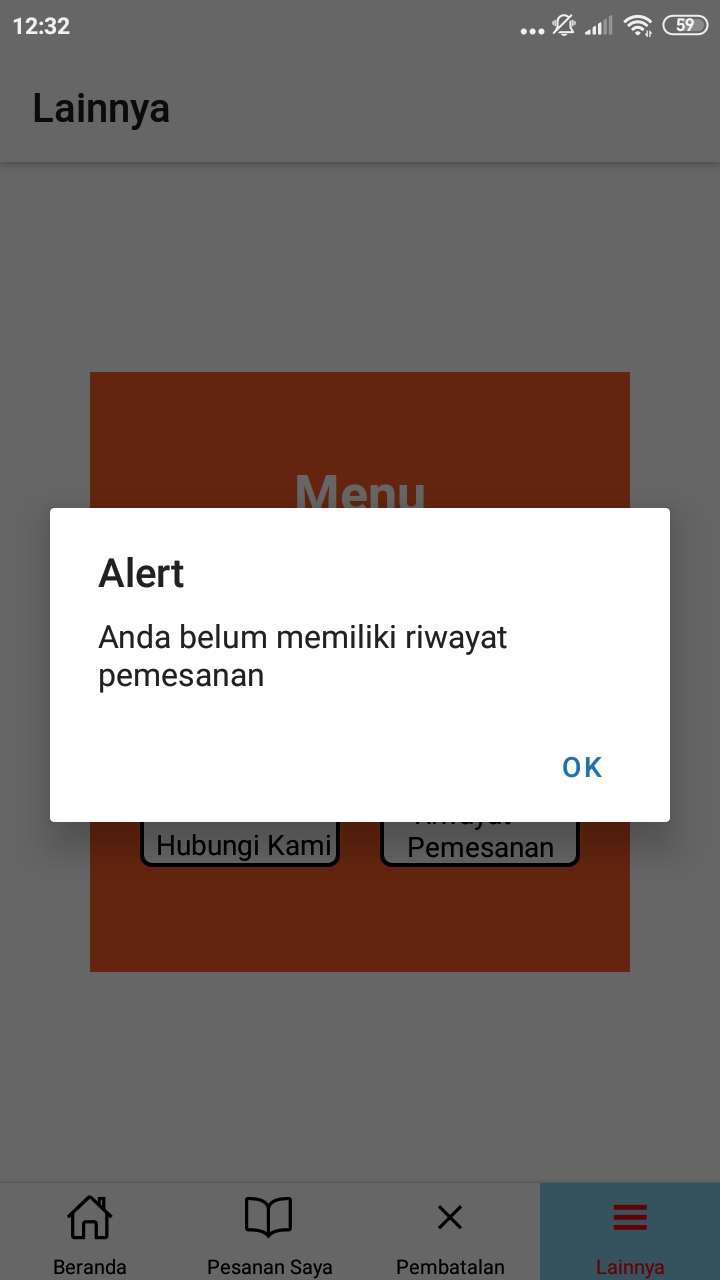 12:32
59
Lainnya
Menu
Alert
Anda belum memiliki riwayat
pemesanan
OK
Riwayat
Hubungi Kami
Pemesanan
Beranda
Pesanan Saya
Pembatalan
Lainnya